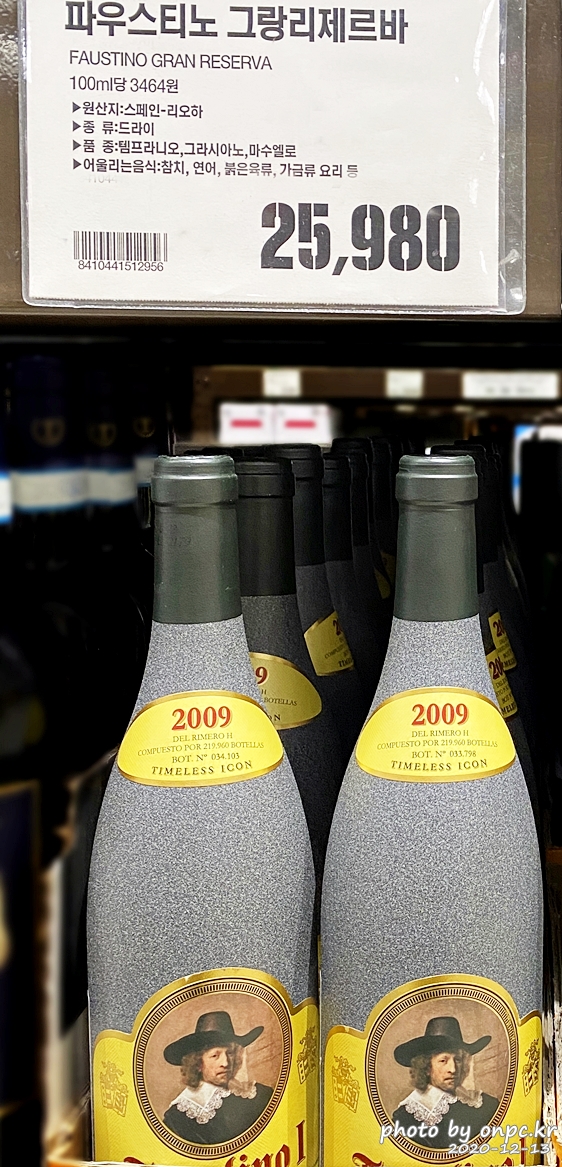 파우스티노 그랑리제르바
FAUSTINO GRAN RESERVA
100ml당 3464원
▶원산지:스페인-리오하
▶종 류:드라이
▶품 종:템프라니오,그라시아노,마수엘로
▶어울리는음식:참치, 연어, 붉은육류, 가금류 요리 등
25,980
8410441512956
2009
DEL RIMERO H
COMPUESTO POR 219.960 BOTELLAS
BOT. Nº 034.103
TIMELESS ICON
2009
DEL RIMERO H
COMPUESTO POR 219.960 BOTELLAS
BOT. Nº 033.798
TIMELESS ICON
photo by onpc.kr
2020-12-13